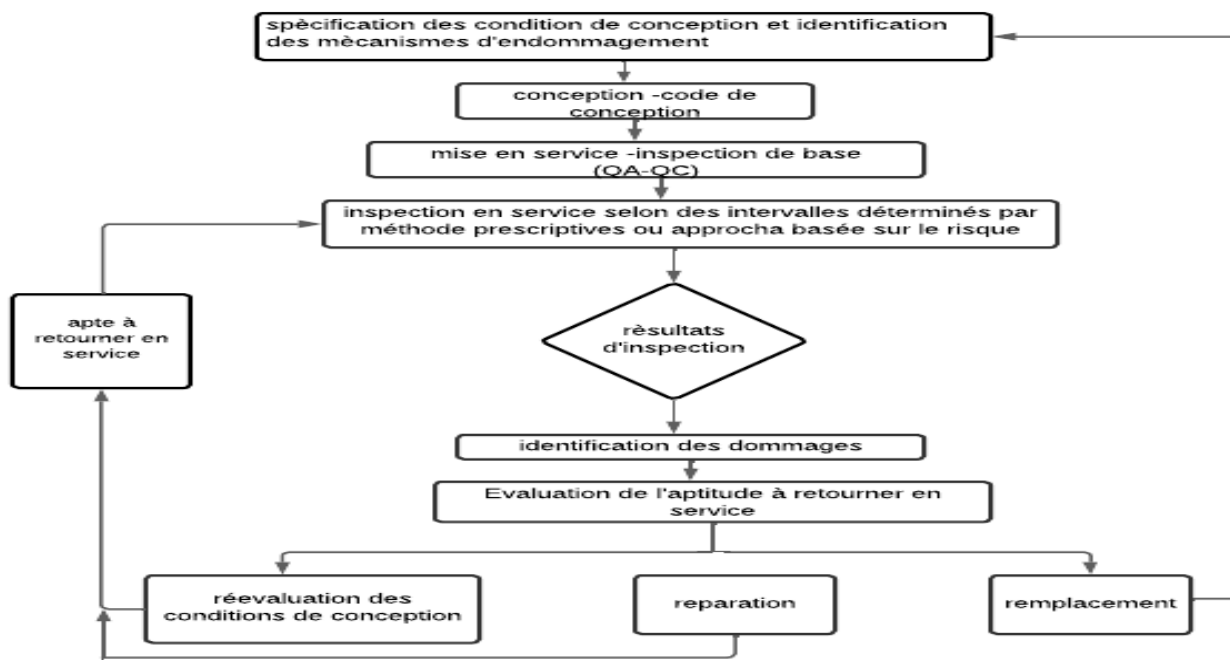 spècification des condition de conception et identification
des mècanismes d'endommagement
conception -code de
conception
mise en service -inspection de base
(QA-QC)
inspection en service selon des intervalles déterminés par
méthode prescriptives ou approcha basée sur le risque
apte à
retourner en
service
rèsultats
d'inspection
identification des dommages
Evaluation de l'aptitude à retourner en
service
réevaluation des
conditions de conception
reparation
remplacement